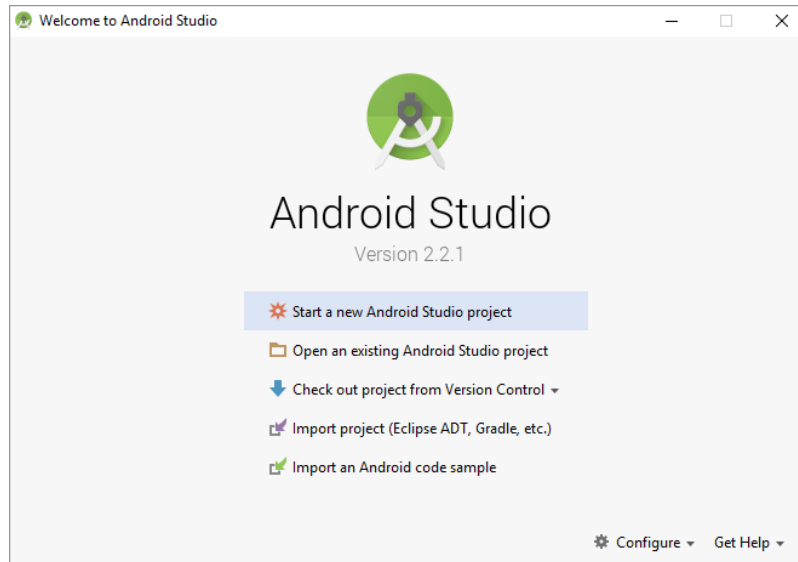 Welcome to Android Studio
Android Studio
Version 2.2.1
Start a new Android Studio project
Open an existing Android Studio project
Check out project from Version Control
Import project (Eclipse ADT, Gradle, etc.)
Import an Android code sample
Configure Get Help